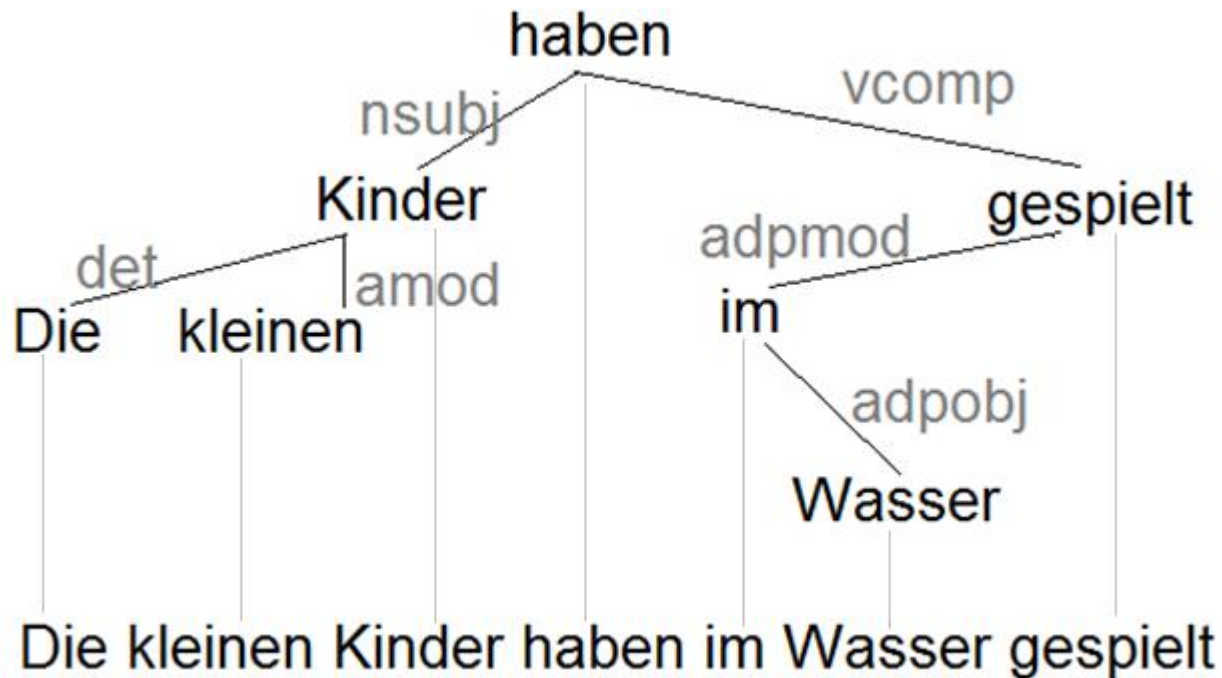 haben
nsubj vcomp
Kinder gespielt
det amod adpmod
Die kleinen im
adpobj
Wasser
Die kleinen Kinder haben im Wasser gespielt